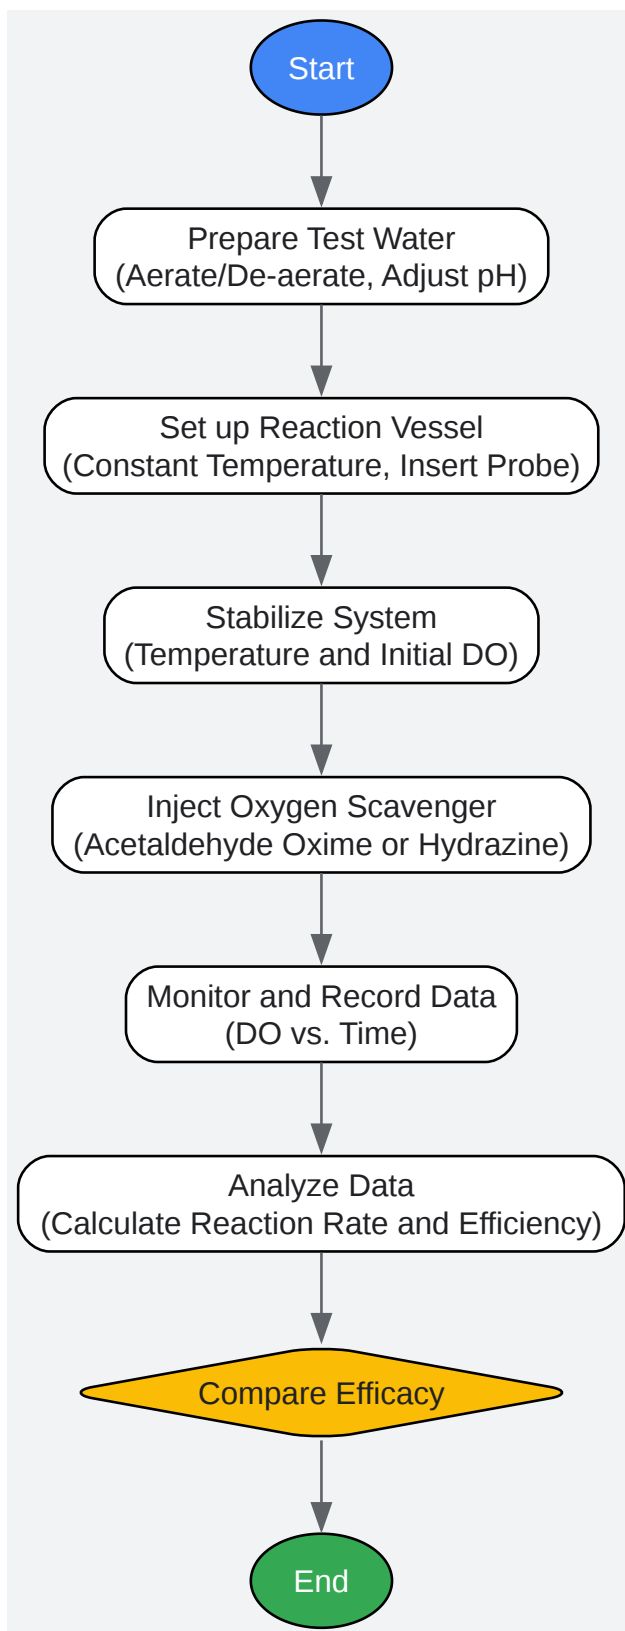 Start
Prepare Test Water
(Aerate/De-aerate, Adjust pH)
Set up Reaction Vessel
(Constant Temperature, Insert Probe)
Stabilize System
(Temperature and Initial DO)
Inject Oxygen Scavenger
(Acetaldehyde Oxime or Hydrazine)
Monitor and Record Data
(DO vs. Time)
Analyze Data
(Calculate Reaction Rate and Efficiency)
Compare Efficacy
End